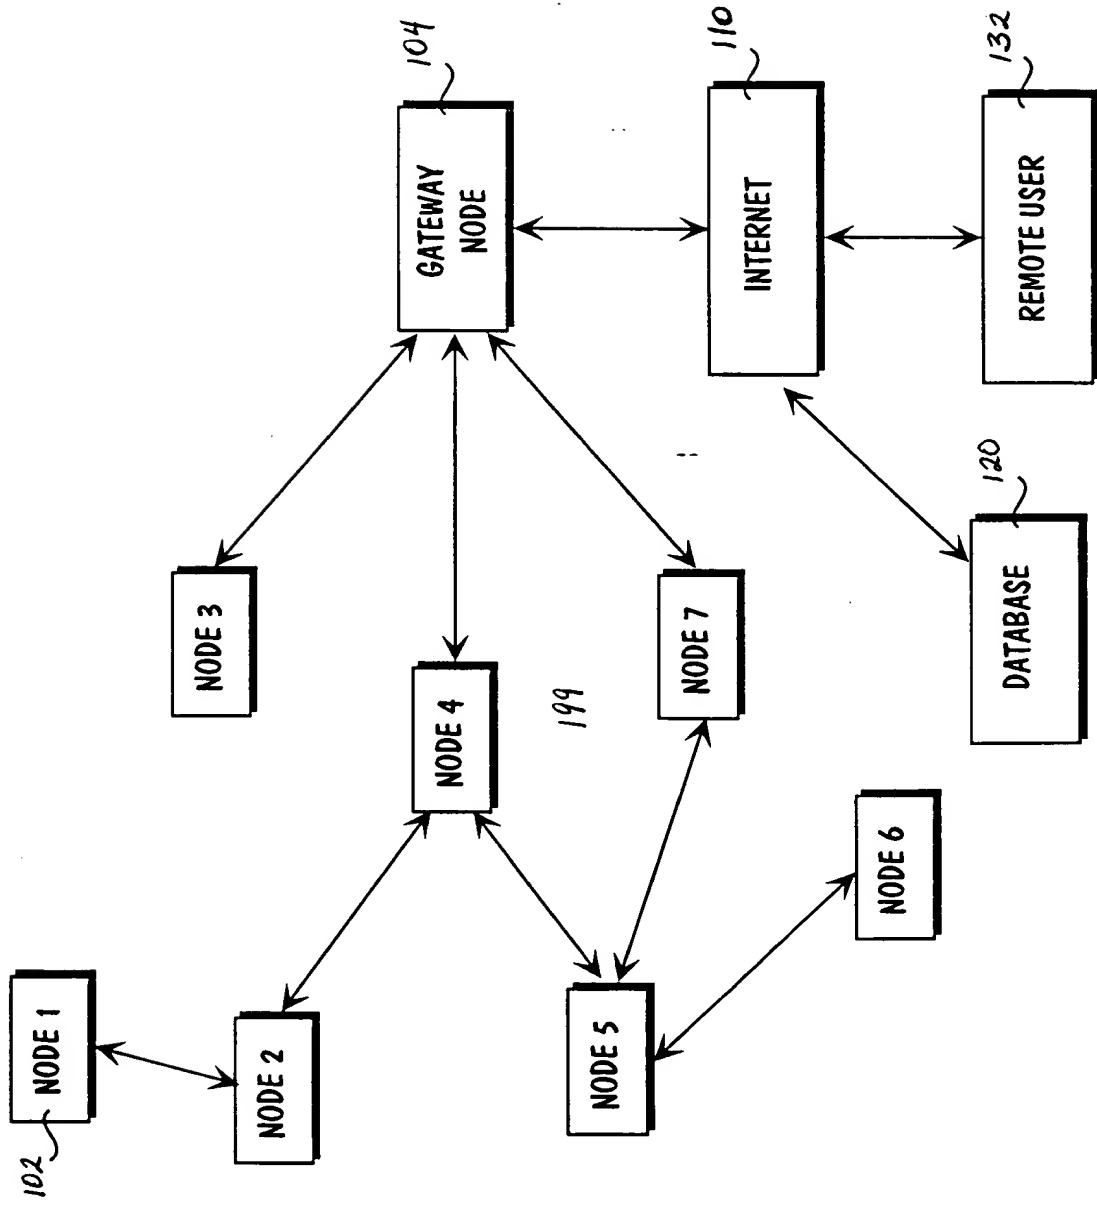 102
NODE 1
NODE 2
NODE 3
NODE 4
199
NODE 5
NODE 6
NODE 7
GATEWAY
NODE
104
INTERNET
110
DATABASE
120
REMOTE USER
132